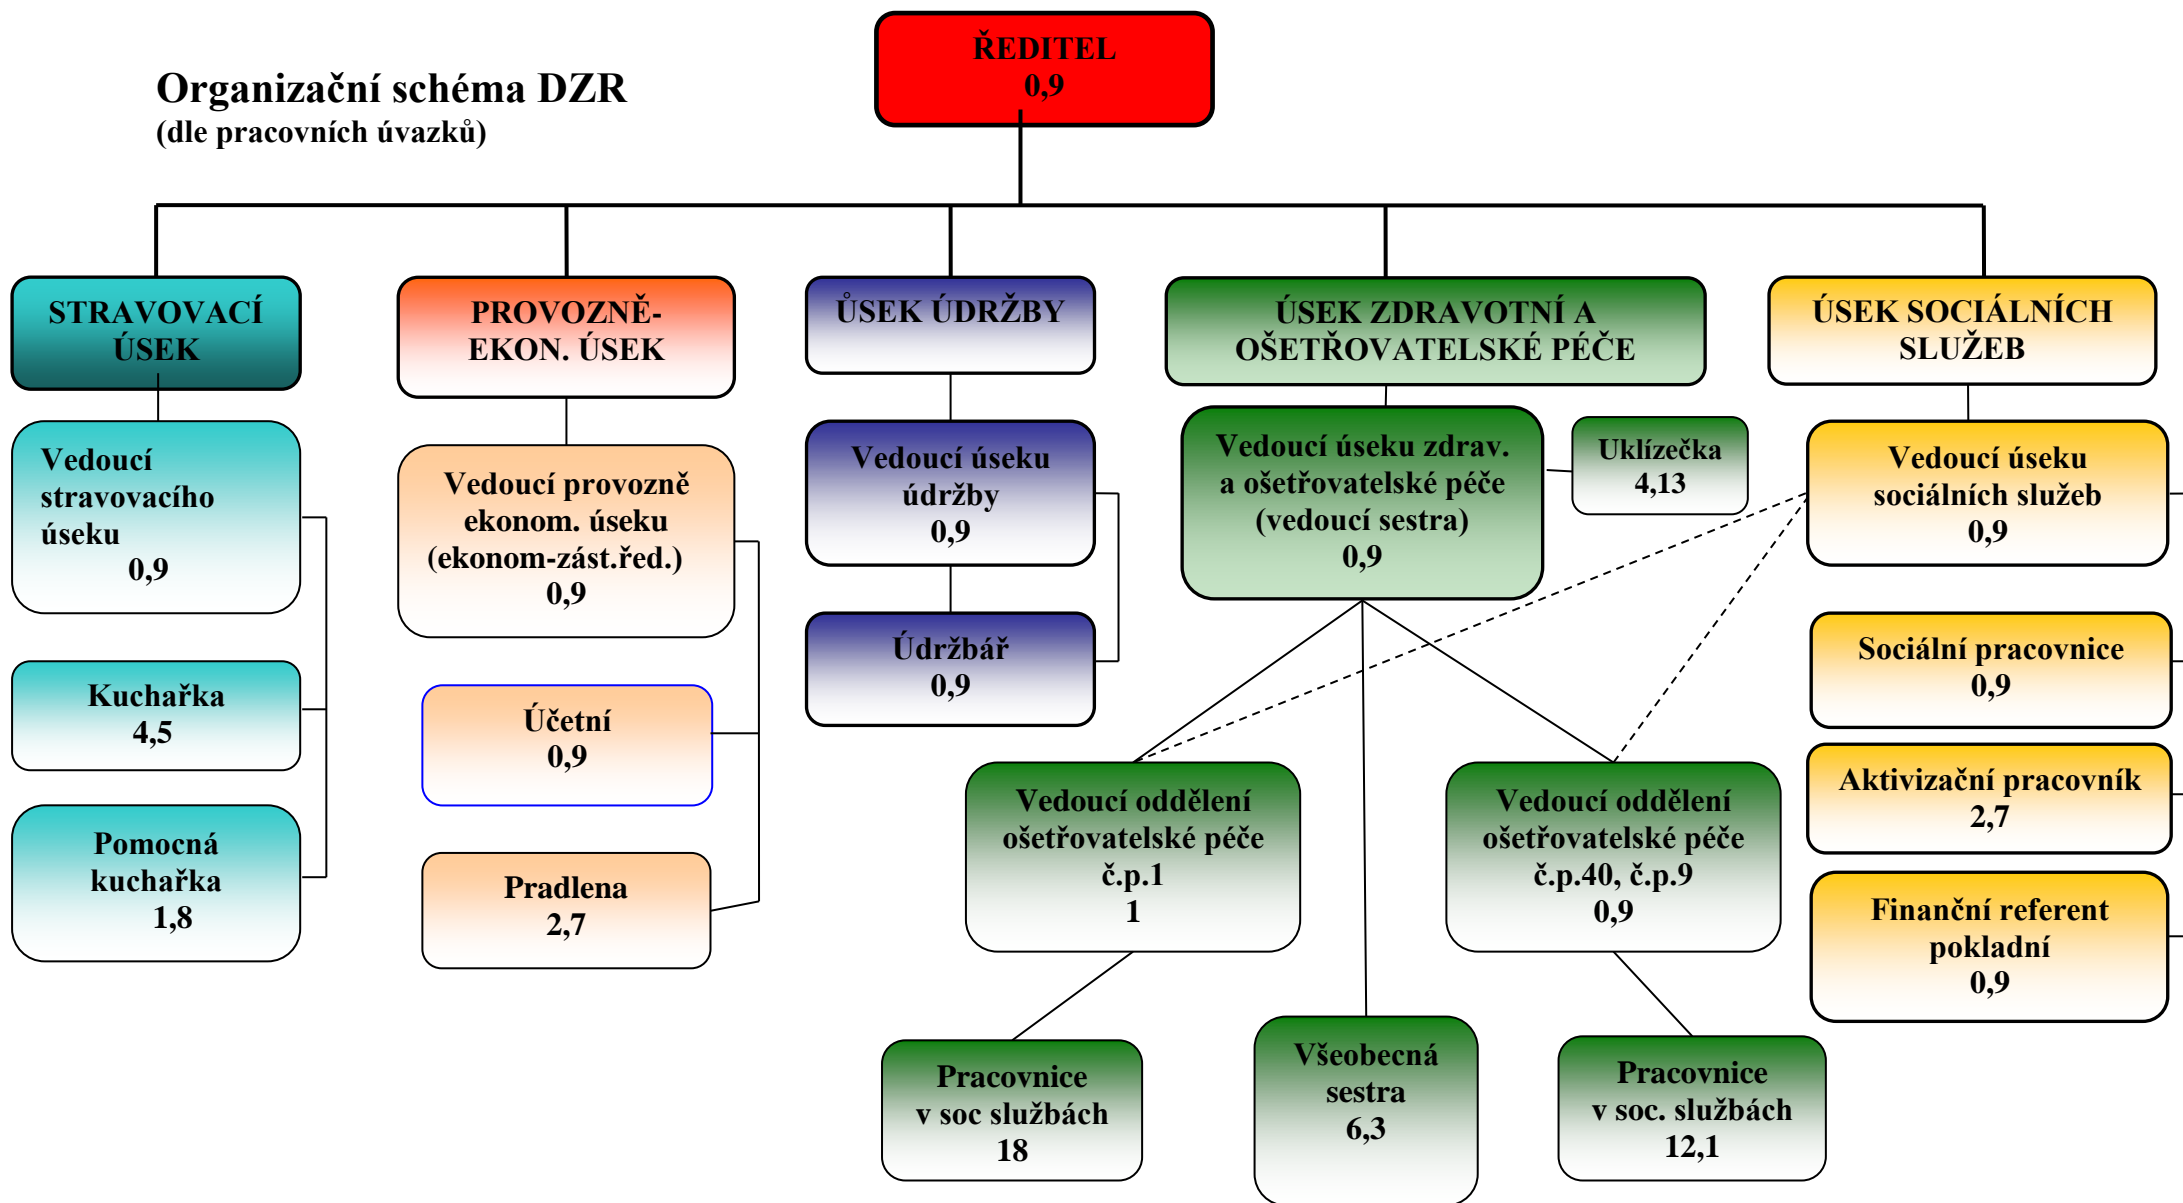 ŘEDITEL
0,9
Organizační schéma DZR
(dle pracovních úvazků)
STRAVOVACÍ
ÚSEK
PROVOZNĚ-
EKON. ÚSEK
ŮSEK ÚDRŽBY
ÚSEK ZDRAVOTNÍ A
OŠETŘOVATELSKÉ PÉČE
ÚSEK SOCIÁLNÍCH
SLUŽEB
Vedoucí
stravovacího
úseku
0,9
Vedoucí provozně
ekonom. úseku
(ekonom-zást.řed.)
0,9
Vedoucí úseku
údržby
0,9
Vedoucí úseku zdrav.
a ošetřovatelské péče
(vedoucí sestra)
0,9
Uklízečka
4,13
Vedoucí úseku
sociálních služeb
0,9
Kuchařka
4,5
Účetní
0,9
Údržbář
0,9
Sociální pracovnice
0,9
Pomocná
kuchařka
1,8
Pradlena
2,7
Vedoucí oddělení
ošetřovatelské péče
č.p.1
1
Vedoucí oddělení
ošetřovatelské péče
č.p.40, č.p.9
0,9
Aktivizační pracovník
2,7
Finanční referent
pokladní
0,9
Pracovnice
v soc službách
18
Všeobecná
sestra
6,3
Pracovnice
v soc. službách
12,1